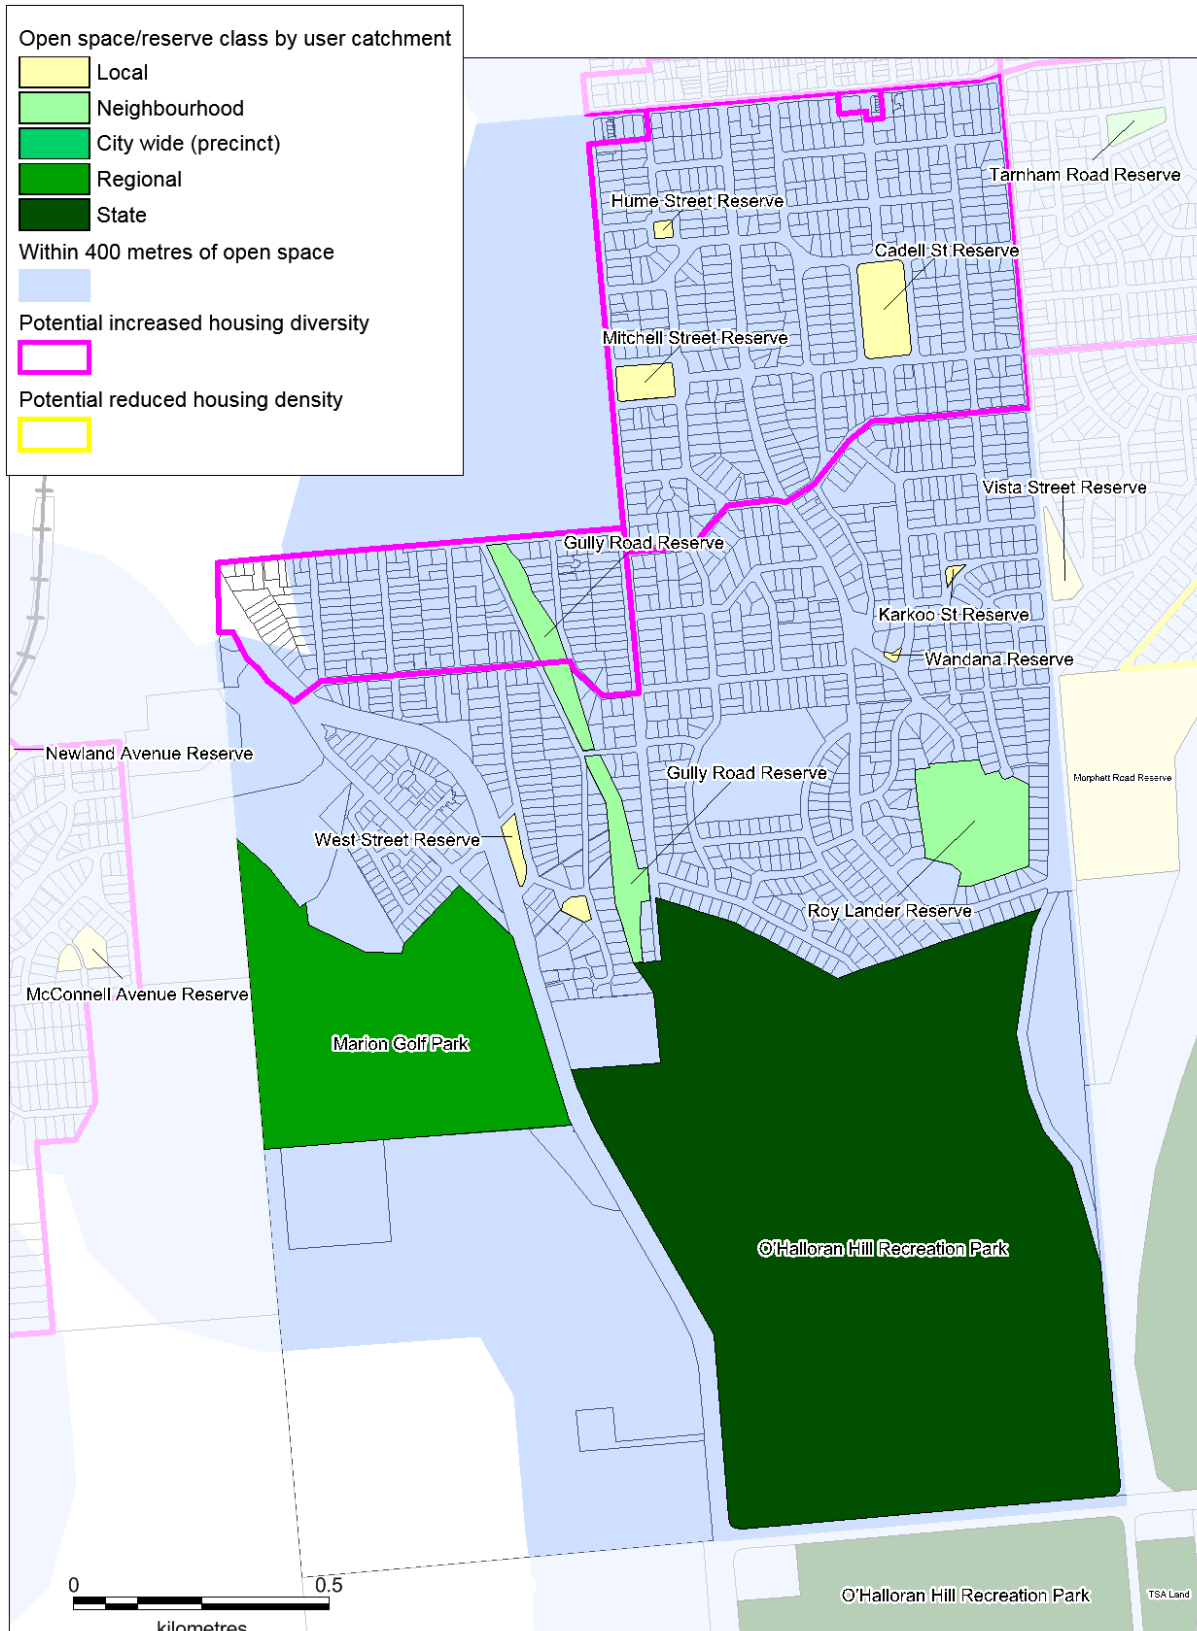 Open space/reserve class by user catchment
Local
Neighbourhood
City wide (precinct)
Regional
State
Within 400 metres of open space
Potential increased housing diversity
Potential reduced housing density
Tarnham Road Reserve
Hume Street Reserve
Cadell St Reserve
Mitchell Street Reserve
Vista Street Reserve
Gully Road Reserve
Karkoo St Reserve
Wandana Reserve
Newland Avenue Reserve
Gully Road Reserve
Morphett Road Reserve
West Street Reserve
Roy Lander Reserve
McConnell Avenue Reserve
Marion Golf Park
O'Halloran Hill Recreation Park
0 0.5
kilometres
O'Halloran Hill Recreation Park
TSA Land